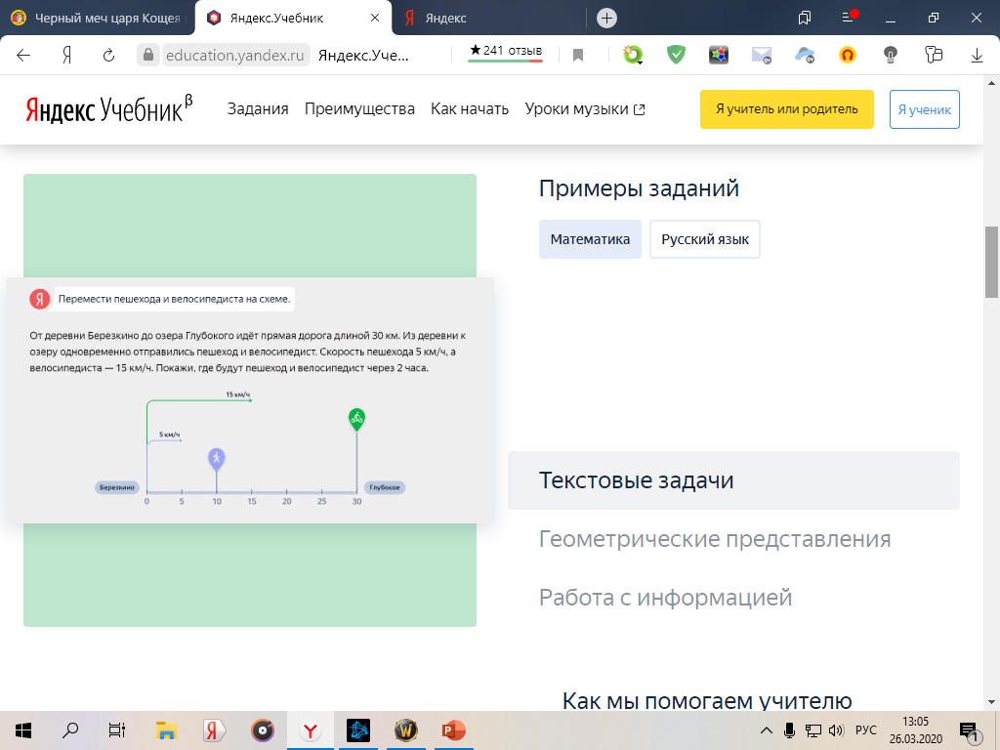 Черный меч царя Кощея
Яндекс.Учебник
Яндекс
education.yandex.ru
Яндекс.Уче...
★ 241 отзыв
Яндекс Учебник β
Задания
Преимущества
Как начать
Уроки музыки
Я учитель или родитель
Я ученик
Примеры заданий
Математика
Русский язык
Перемести пешехода и велосипедиста на схеме.
От деревни Березкино до озера Глубокого идёт прямая дорога длиной 30 км. Из деревни к
озеру одновременно отправились пешеход и велосипедист. Скорость пешехода 5 км/ч, а
велосипедиста — 15 км/ч. Покажи, где будут пешеход и велосипедист через 2 часа.
15 км/ч
5 км/ч
Березкино
Глубокое
0 5 10 15 20 25 30
Текстовые задачи
Геометрические представления
Работа с информацией
Как мы помогаем учителю
РУС
13:05
26.03.2020
1